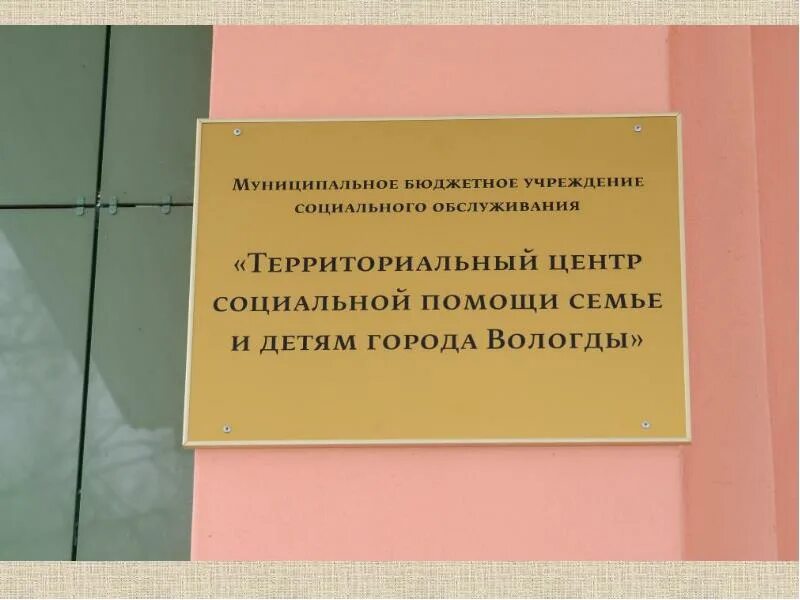 Муниципальное бюджетное учреждение
социального обслуживания
«Территориальный центр
социальной помощи семье
и детям города Вологды»